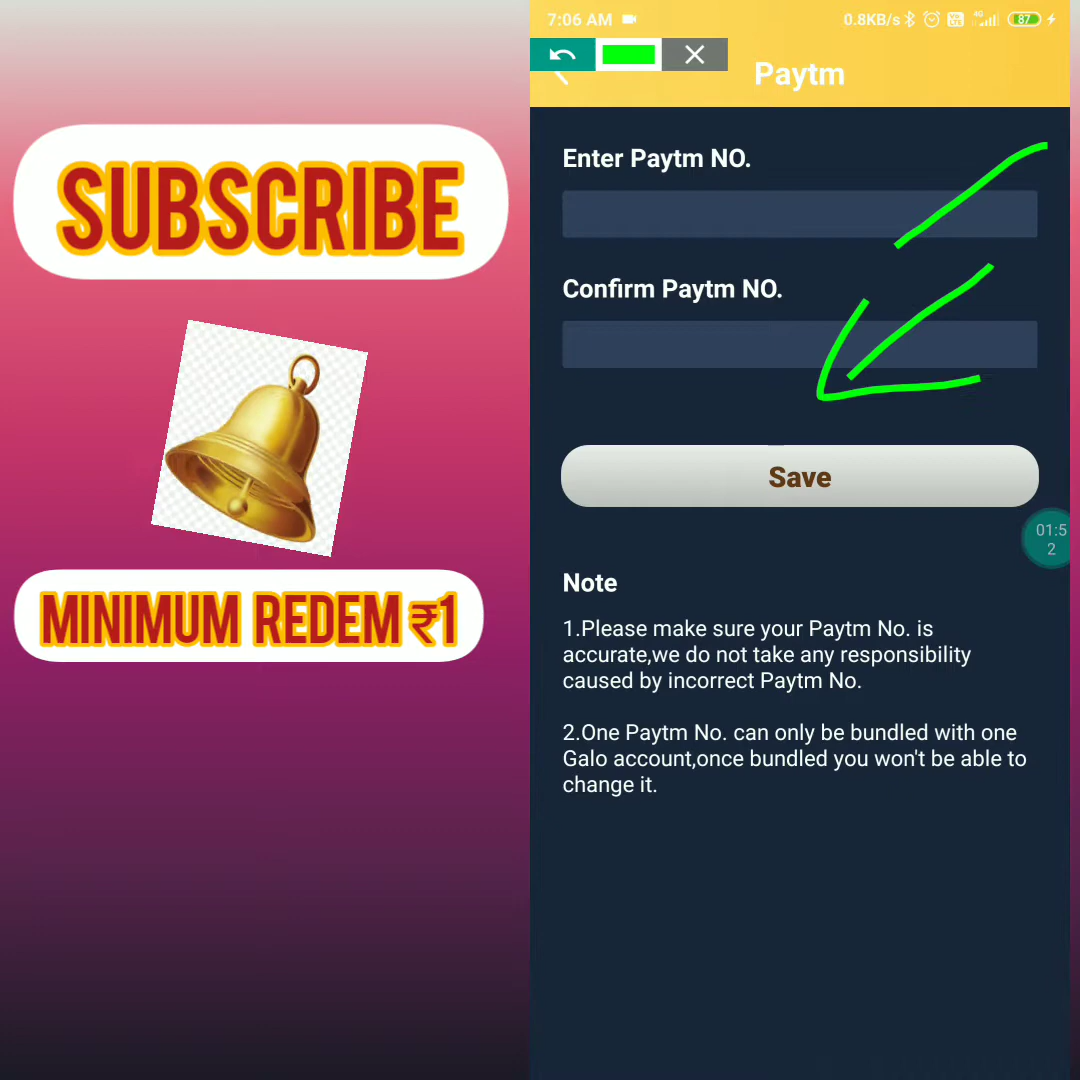 SUBSCRIBE
MINIMUM REDEM ₹1
7:06 AM
0.8KB/s
4G
87
Paytm
Enter Paytm NO.
Confirm Paytm NO.
Save
01:5
2
Note
1.Please make sure your Paytm No. is
accurate,we do not take any responsibility
caused by incorrect Paytm No.
2.One Paytm No. can only be bundled with one
Galo account,once bundled you won't be able to
change it.